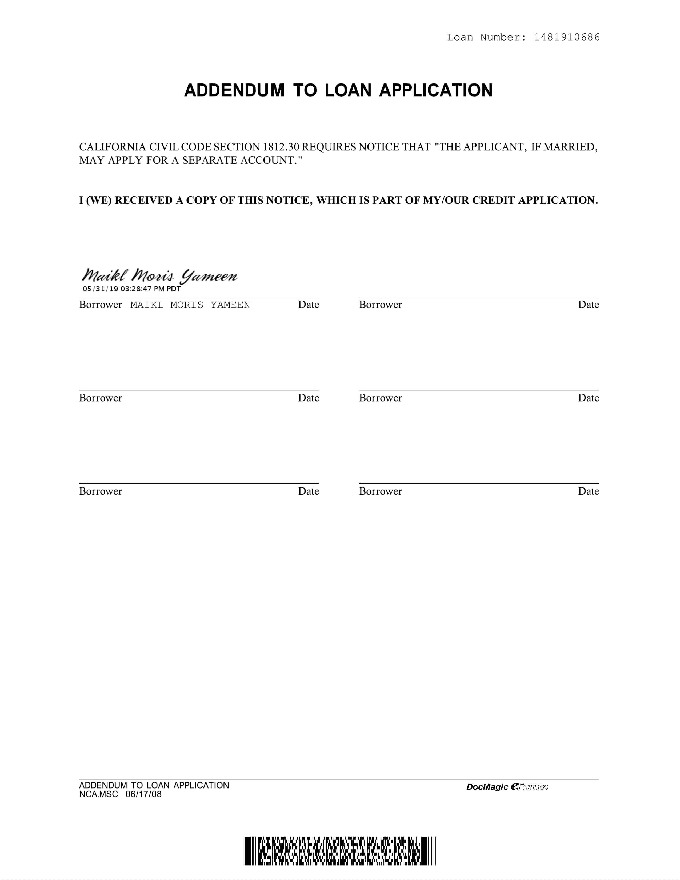 Loan Number: 1481910686
ADDENDUM TO LOAN APPLICATION
CALIFORNIA CIVIL CODE SECTION 1812.30 REQUIRES NOTICE THAT "THE APPLICANT, IF MARRIED,
MAY APPLY FOR A SEPARATE ACCOUNT."
I (WE) RECEIVED A COPY OF THIS NOTICE, WHICH IS PART OF MY/OUR CREDIT APPLICATION.
Maikl Moris Yameen
05/31/19 03:28:47 PM PDT
Borrower MAIKL MORIS YAMEEN Date Borrower Date
Borrower Date Borrower Date
Borrower Date Borrower Date
ADDENDUM TO LOAN APPLICATION DocMagic
NCA.MSC 06/17/08